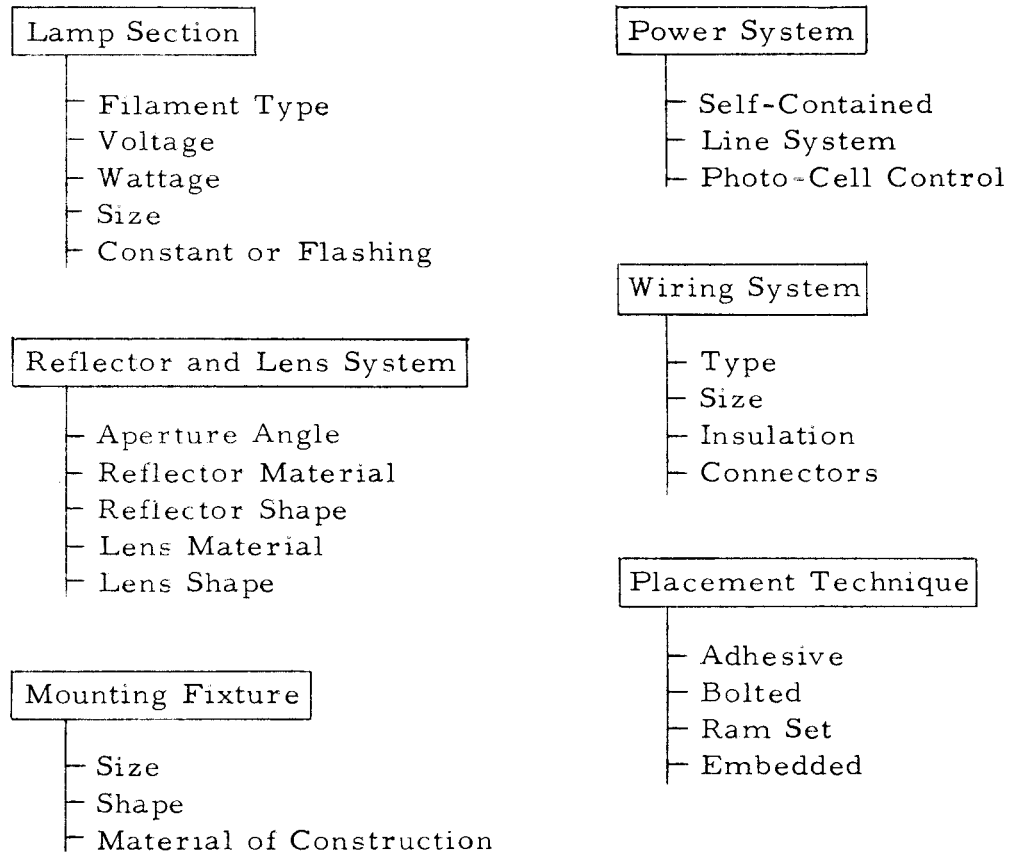 Lamp Section
Filament Type
Voltage
Wattage
Size
Constant or Flashing
Reflector and Lens System
Aperture Angle
Reflector Material
Reflector Shape
Lens Material
Lens Shape
Mounting Fixture
Size
Shape
Material of Construction
Power System
Self-Contained
Line System
Photo-Cell Control
Wiring System
Type
Size
Insulation
Connectors
Placement Technique
Adhesive
Bolted
Ram Set
Embedded